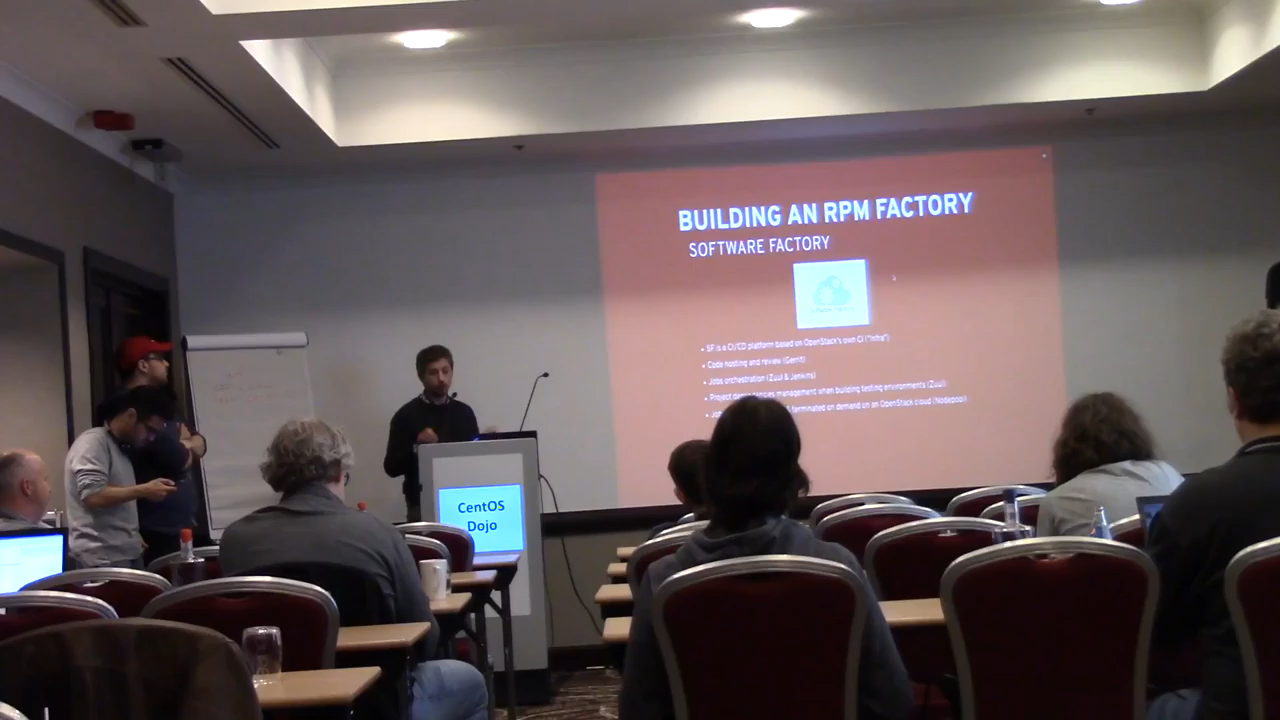 BUILDING AN RPM FACTORY
SOFTWARE FACTORY
• SF is a CI/CD platform based on OpenStack's own CI ("Infra")
• Code hosting and review (Gerrit)
• Jobs orchestration (Zuul & Jenkins)
• Project dependencies management when building testing environments (Zuul)
terminated on demand on an OpenStack cloud (Nodepool)
CentOS
Dojo